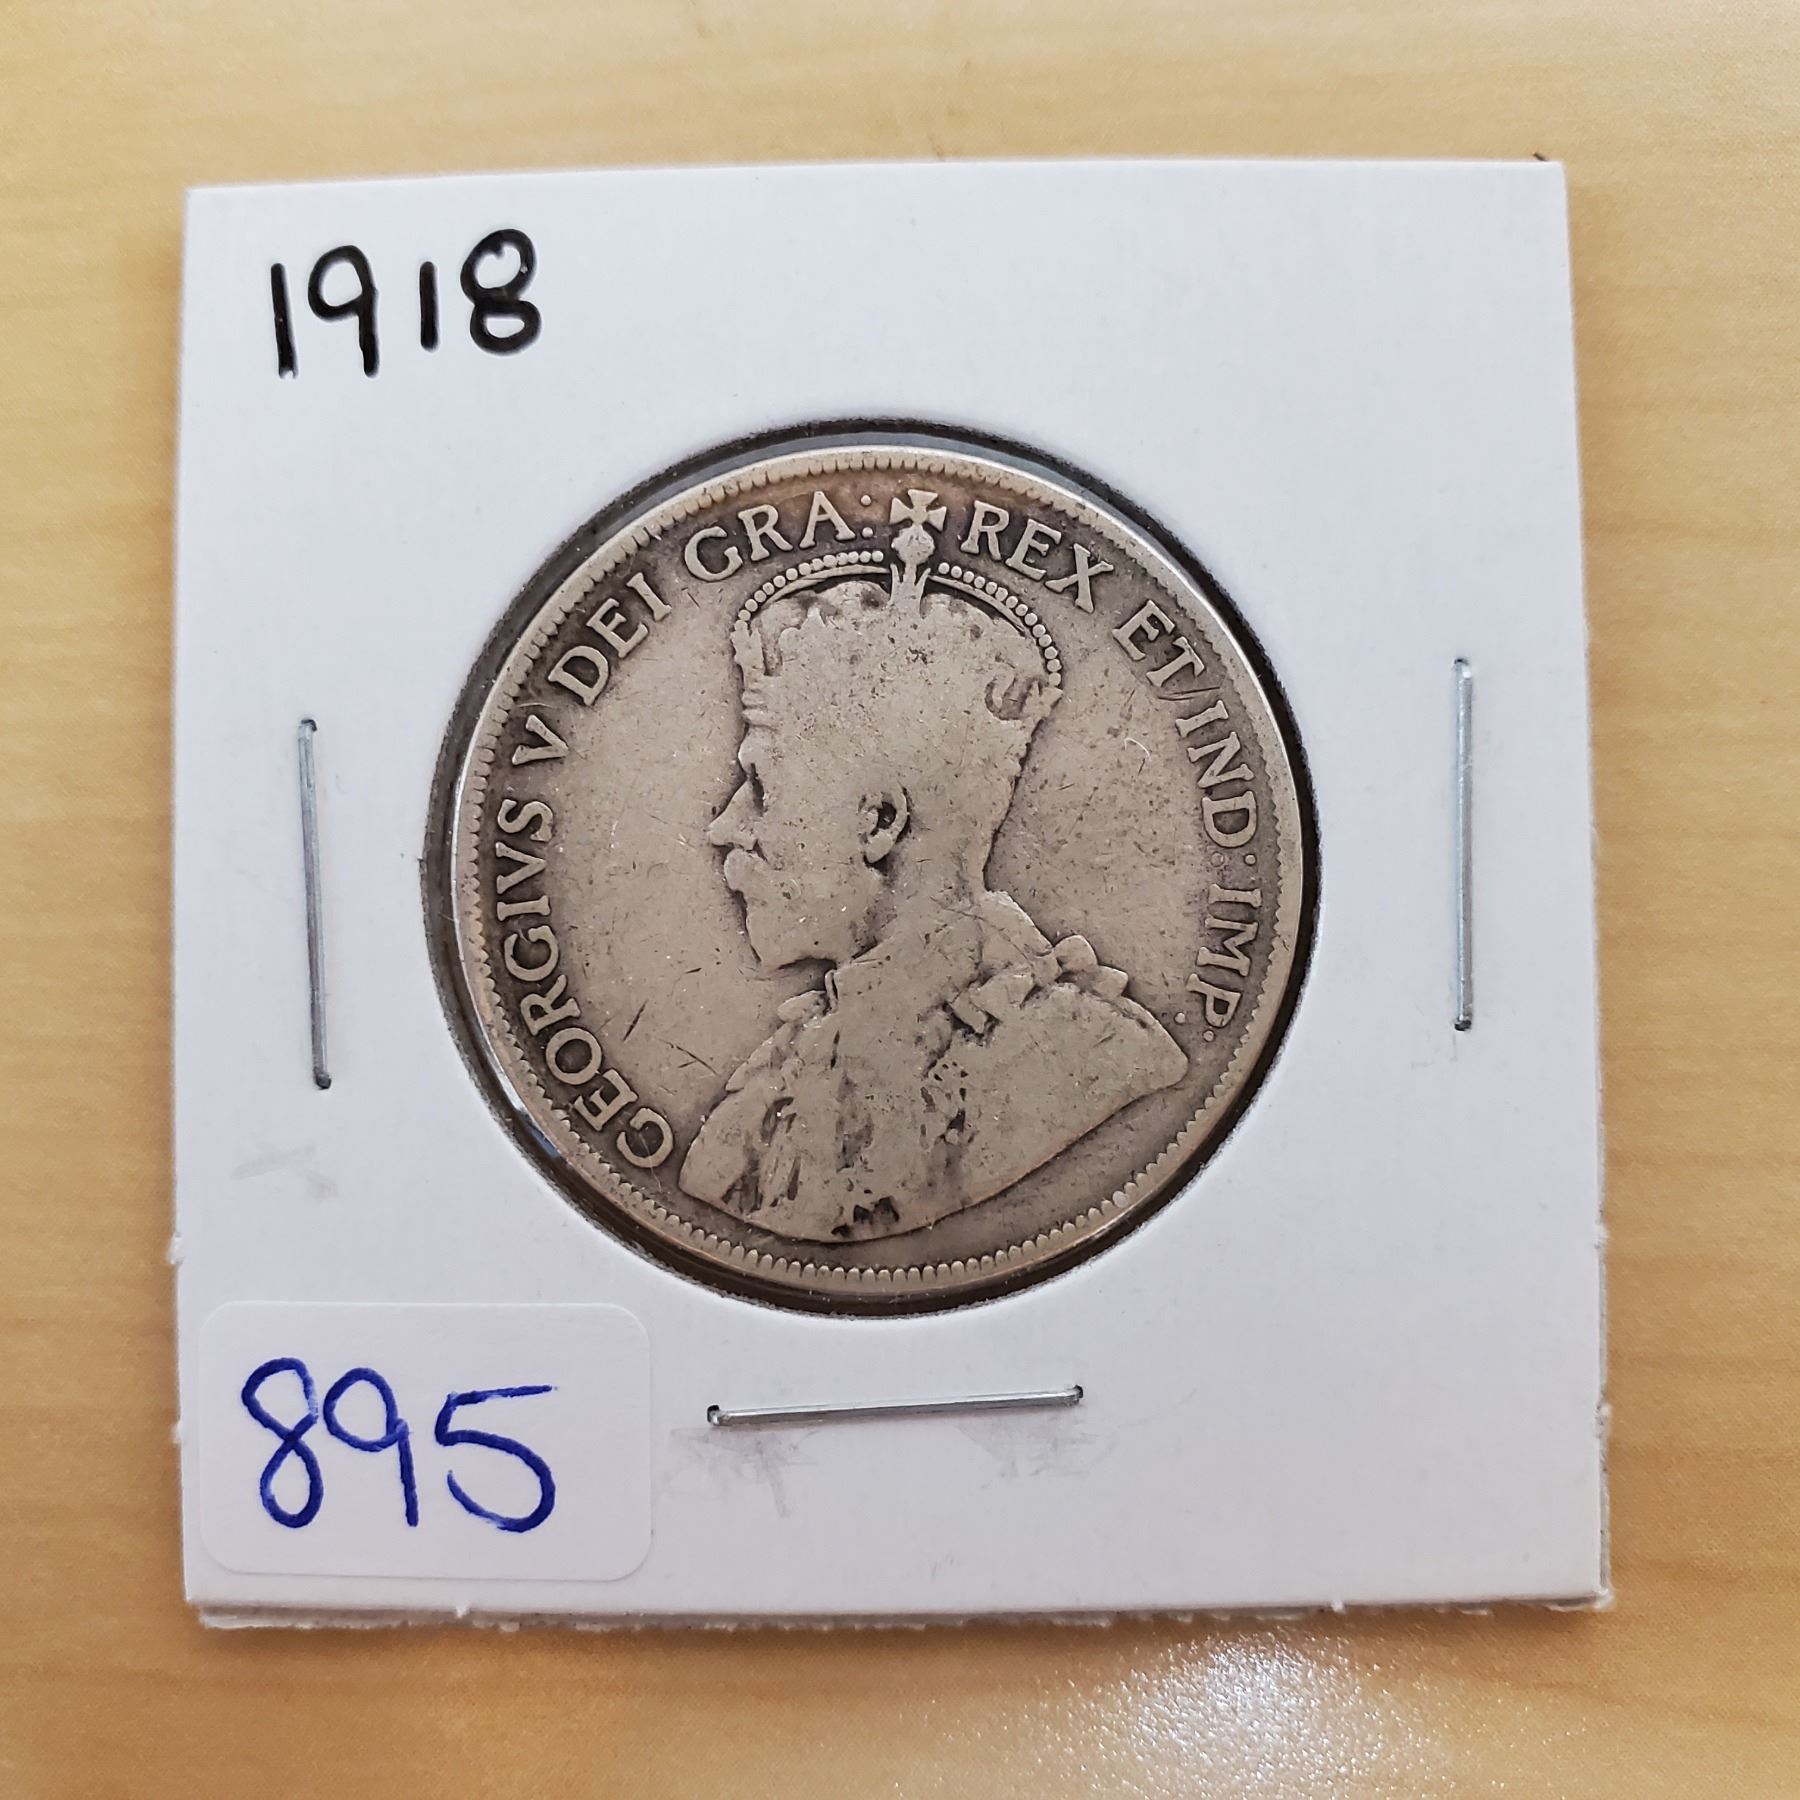 1918
GEORGIVS V DEI GRA: REX ET IND: IMP:
895